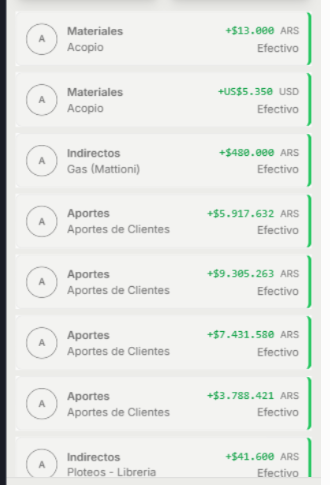 A
Materiales
+$13.000 ARS
Acopio
Efectivo
A
Materiales
+US$5.350 USD
Acopio
Efectivo
A
Indirectos
+$480.000 ARS
Gas (Mattioni)
Efectivo
A
Aportes
+$5.917.632 ARS
Aportes de Clientes
Efectivo
A
Aportes
+$9.305.263 ARS
Aportes de Clientes
Efectivo
A
Aportes
+$7.431.580 ARS
Aportes de Clientes
Efectivo
A
Aportes
+$3.788.421 ARS
Aportes de Clientes
Efectivo
A
Indirectos
+$41.600 ARS
Ploteos - Libreria
Efectivo